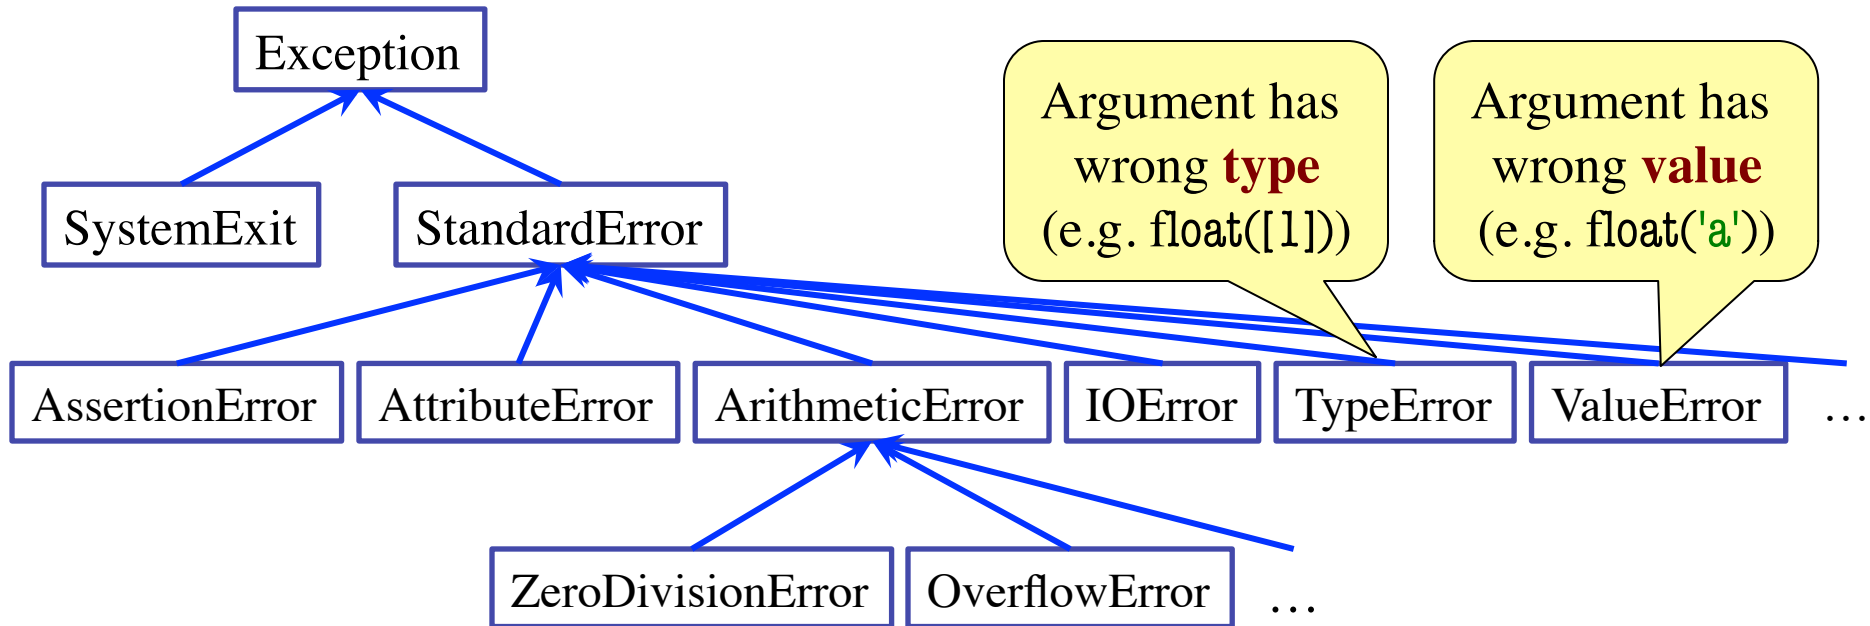 Exception
Argument has
wrong type
(e.g. float([1]))
Argument has
wrong value
(e.g. float('a'))
SystemExit
StandardError
AssertionError
AttributeError
ArithmeticError
IOError
TypeError
ValueError
…
ZeroDivisionError
OverflowError
…